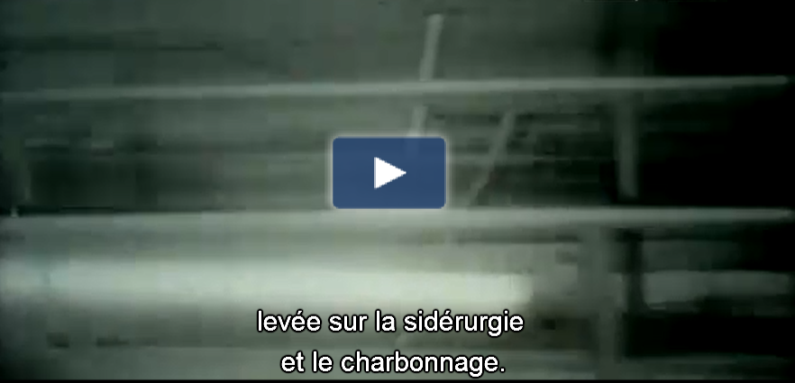 levée sur la sidérurgie
et le charbonnage.